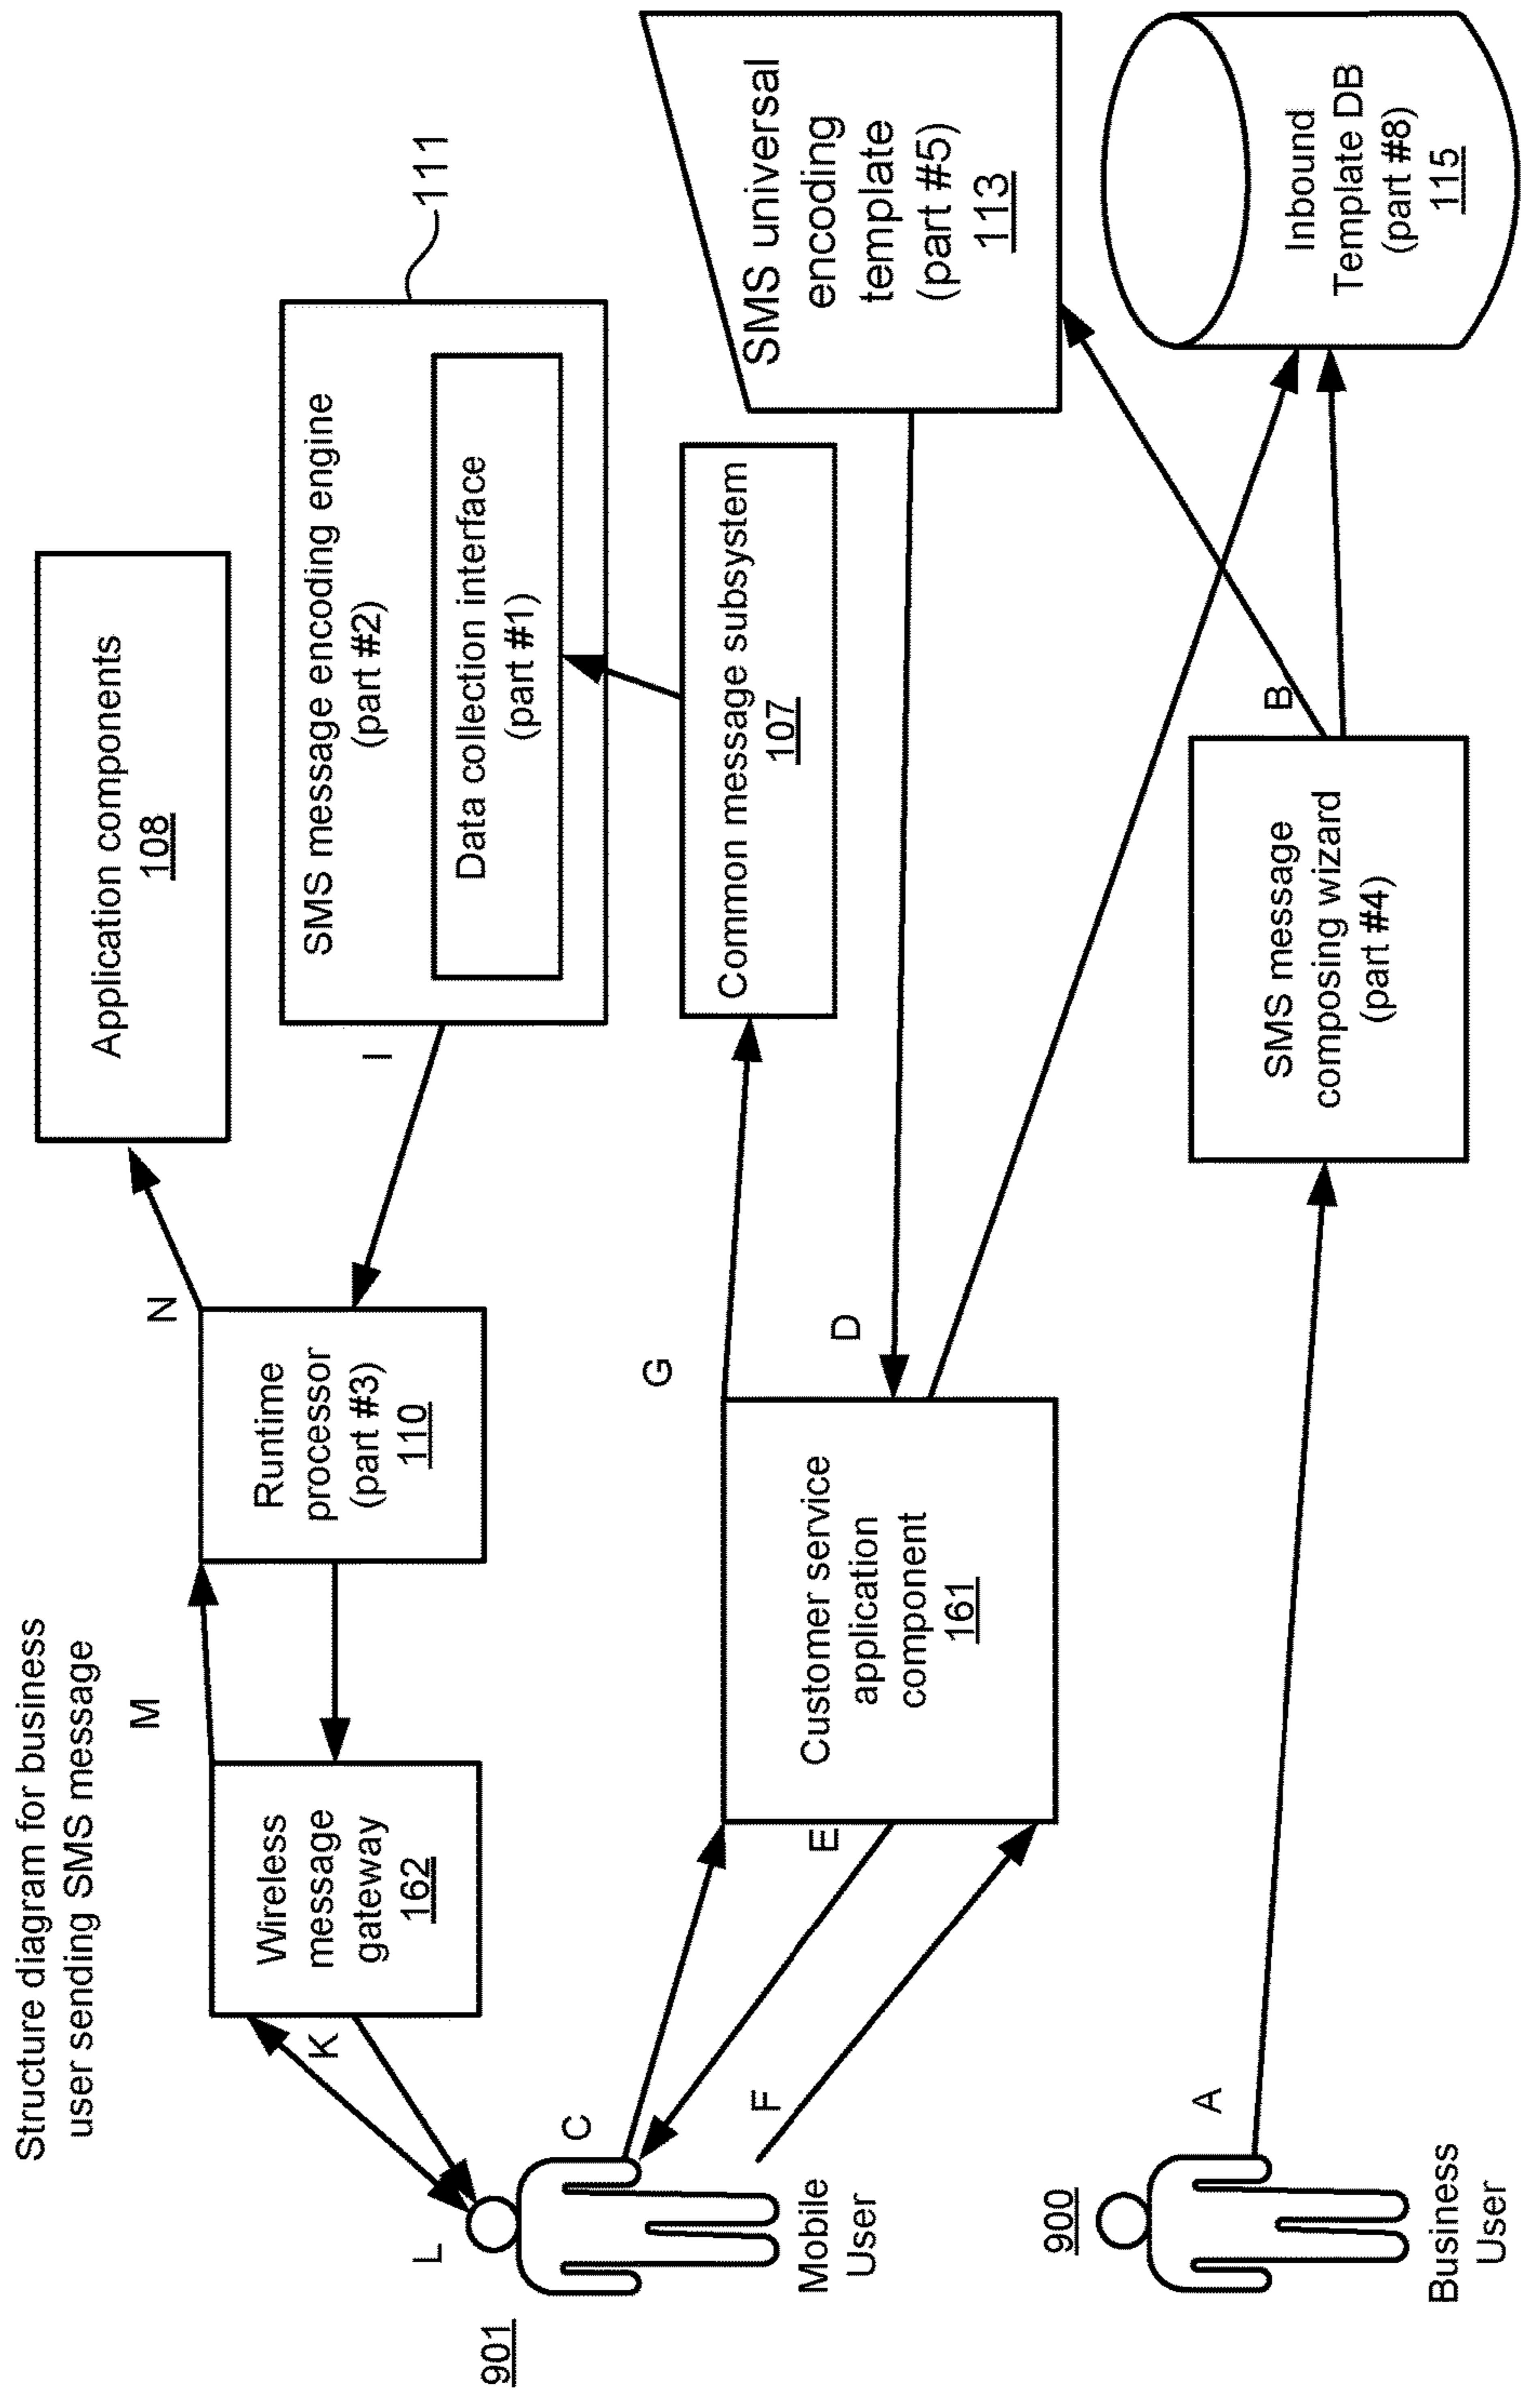 Structure diagram for business
user sending SMS message
Application components
108
SMS message encoding engine
(part #2)
Data collection interface
(part #1)
111
N
I
Runtime
processor
(part #3)
110
M
Wireless
message
gateway
162
K
L
901
Mobile
User
C
E
F
Customer service
application
component
161
G
D
Common message subsystem
107
SMS universal
encoding
template
(part #5)
113
Inbound
Template DB
(part #8)
115
B
SMS message
composing wizard
(part #4)
A
900
Business
User